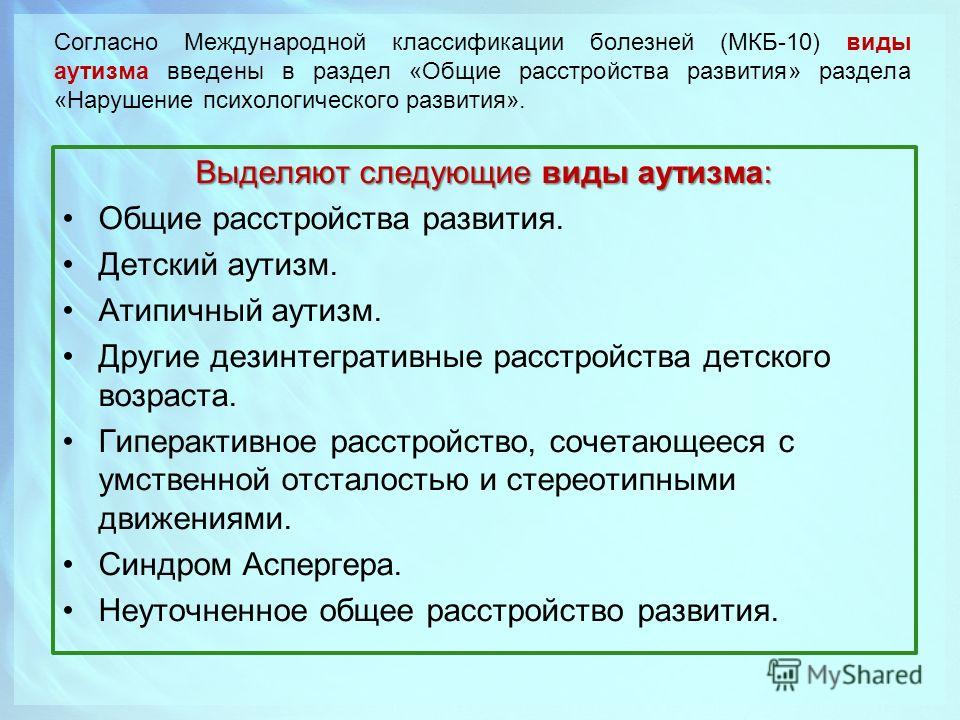 Согласно Международной классификации болезней (МКБ-10) виды
аутизма введены в раздел «Общие расстройства развития» раздела
«Нарушение психологического развития».
Выделяют следующие виды аутизма:
• Общие расстройства развития.
• Детский аутизм.
• Атипичный аутизм.
• Другие дезинтегративные расстройства детского
возраста.
• Гиперактивное расстройство, сочетающееся с
умственной отсталостью и стереотипными
движениями.
• Синдром Аспергера.
• Неуточненное общее расстройство развития.
MyShared